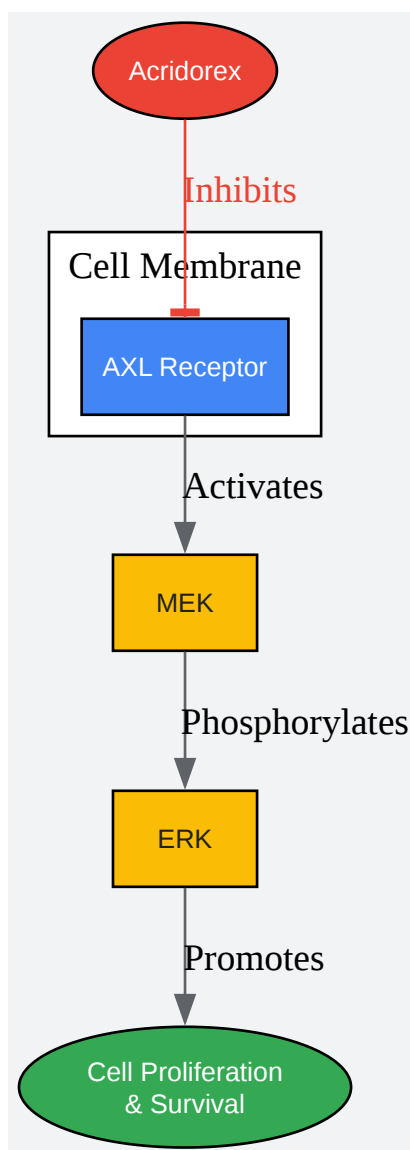 Acridorex
Inhibits
Cell Membrane
AXL Receptor
Activates
MEK
Phosphorylates
ERK
Promotes
Cell Proliferation
& Survival